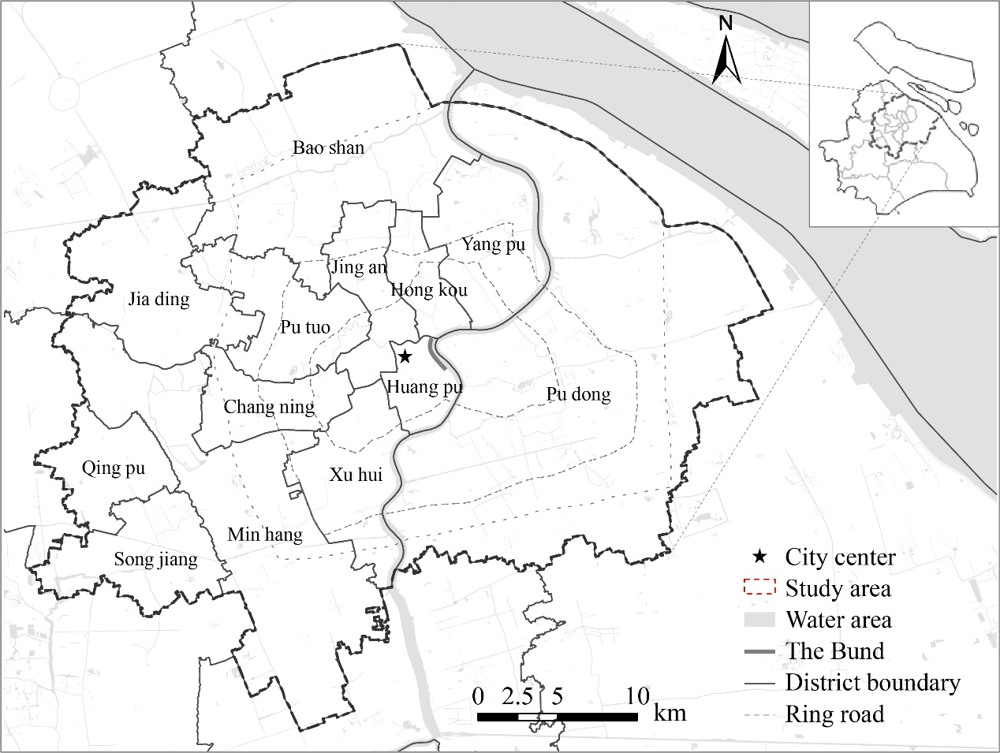 N
Bao shan
Yang pu
Jing an
Hong kou
Jia ding
Pu tuo
Huang pu
Pu dong
Chang ning
Qing pu
Xu hui
Min hang
Song jiang
City center
Study area
Water area
The Bund
District boundary
Ring road
0 2.5 5 10
km